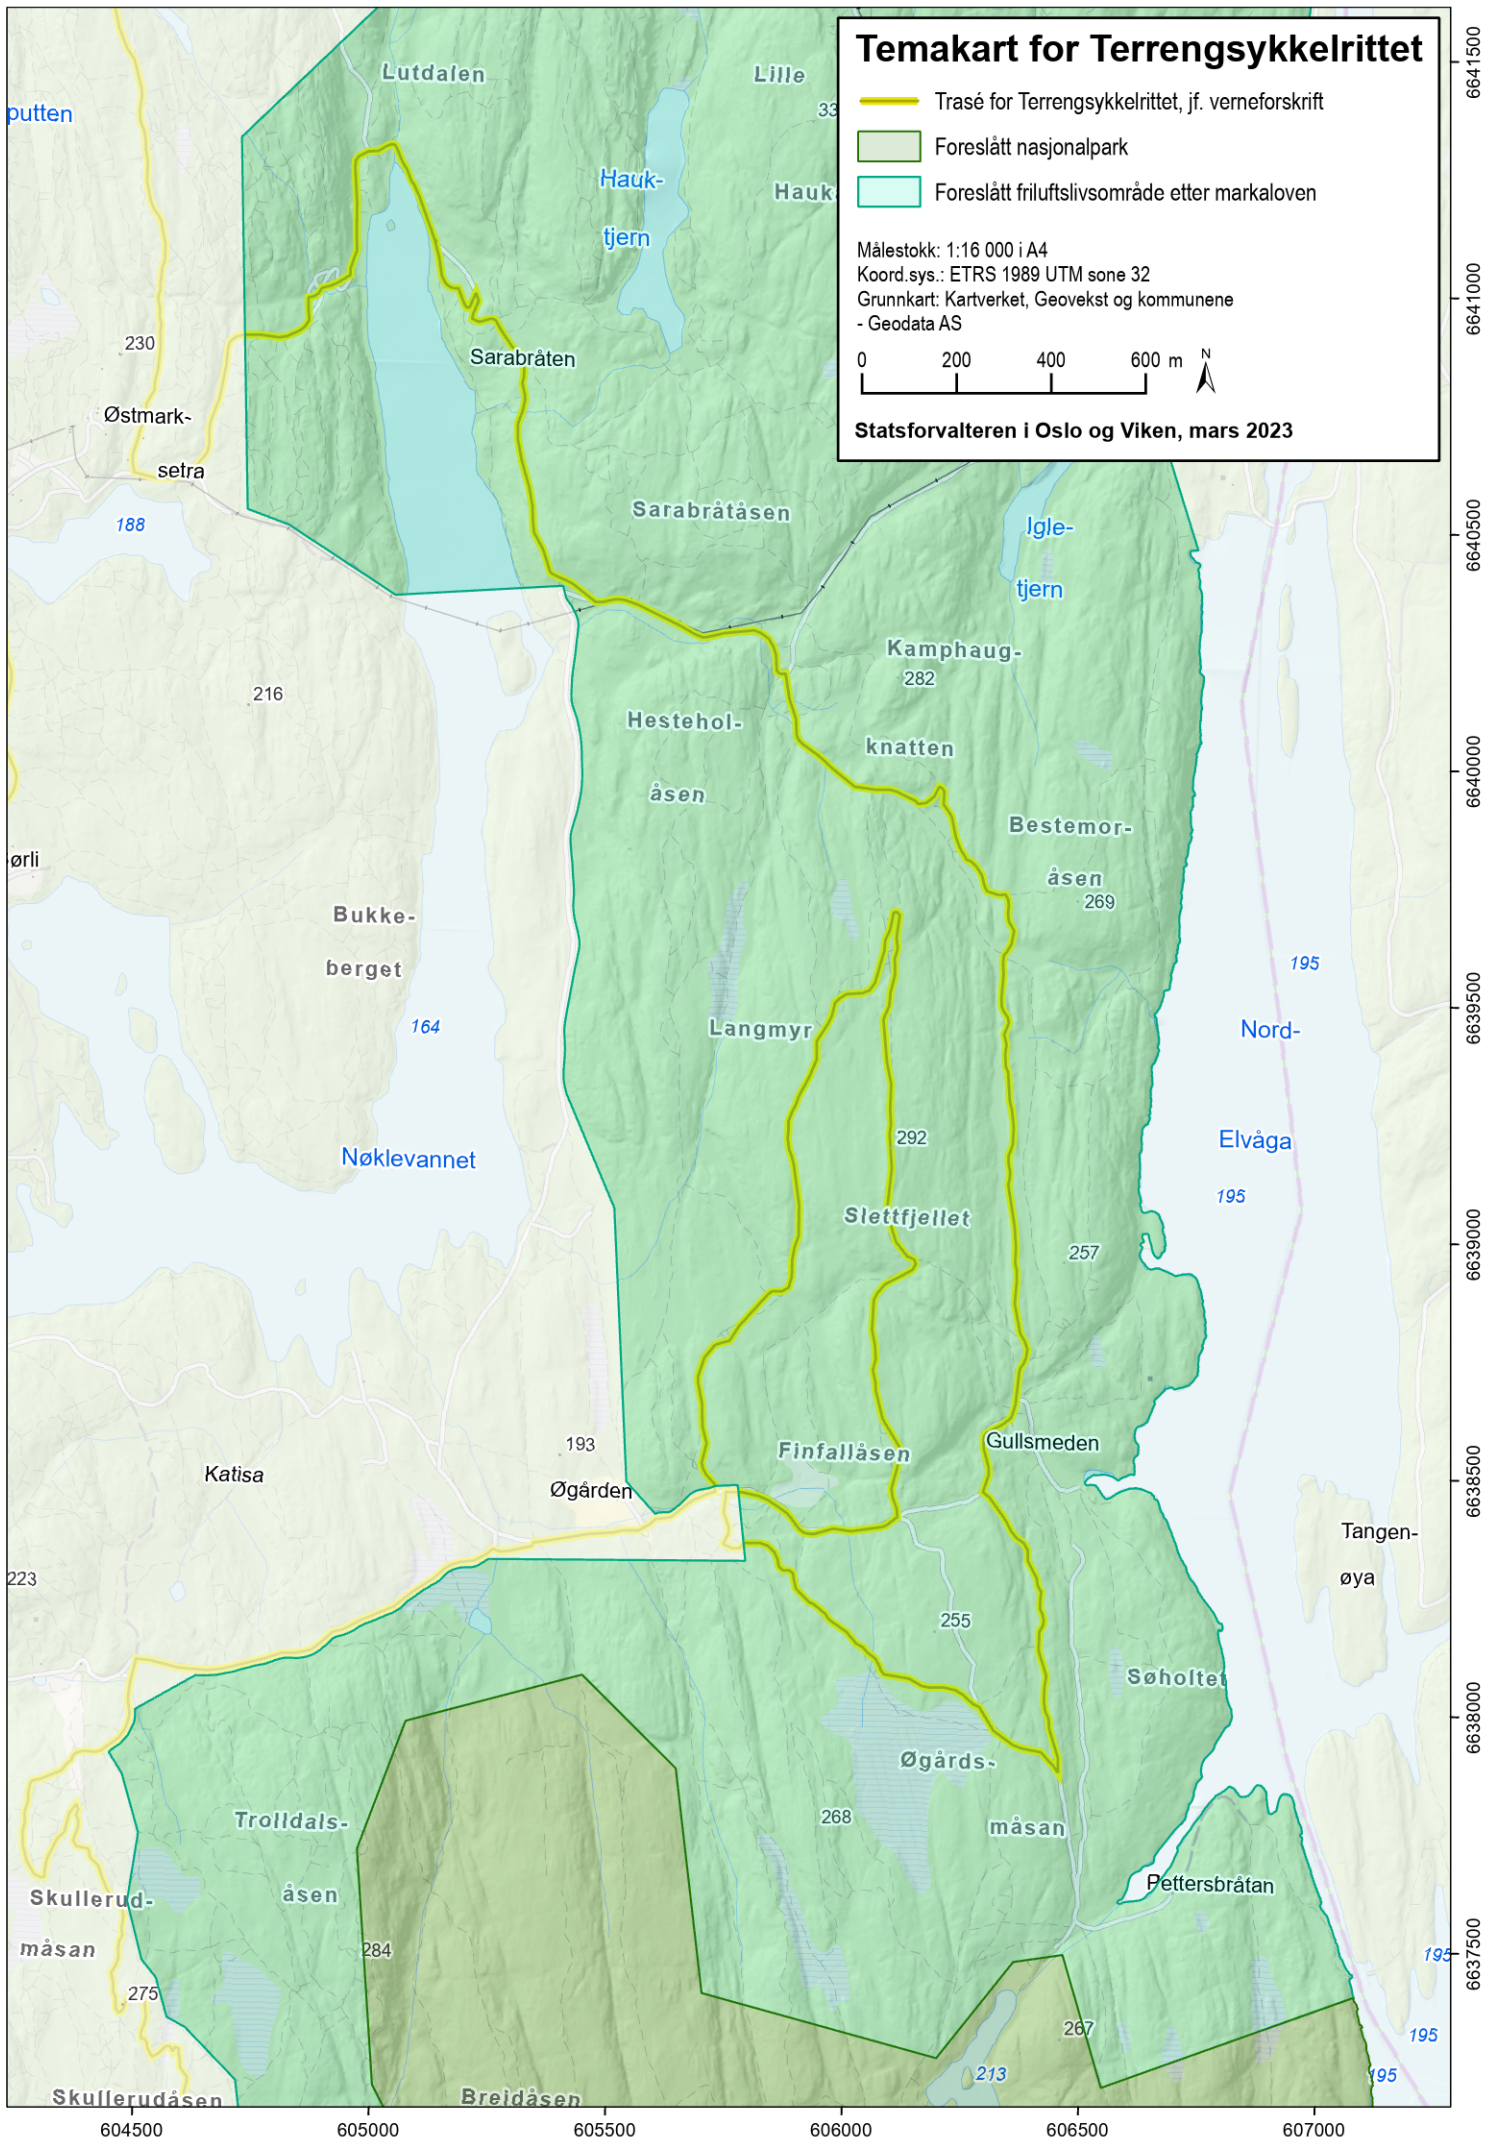 Temakart for Terrengsykkelrittet
Trasé for Terrengsykkelrittet, jf. verneforskrift
Foreslått nasjonalpark
Foreslått friluftslivsområde etter markaloven
Målestokk: 1:16 000 i A4
Koord.sys.: ETRS 1989 UTM sone 32
Grunnkart: Kartverket, Geovekst og kommunene
- Geodata AS
0 200 400 600 m N
Statsforvalteren i Oslo og Viken, mars 2023
Lutdalen
Lille
putten
33
Hauk-
tjern
Hauk
230
Sarabråten
Østmark-
setra
188
Sarabråtåsen
Igle-
tjern
Kamphaug-
282
knatten
216
Hestehol-
åsen
Bestemor-
åsen
269
ørli
Bukke-
berget
164
195
Nord-
Langmyr
292
Elvåga
195
Nøklevannet
Slettfjellet
257
193
Finfallåsen
Gullsmeden
Katisa
Øgården
Tangen-
øya
223
255
Søholtet
Øgårds-
måsan
268
Trolldals-
åsen
Pettersbråtan
Skullerud-
måsan
284
275
195
267
195
213
195
Skullerudåsen
Breidåsen
604500 605000 605500 606000 606500 607000
6641500
6641000
6640500
6640000
6639500
6639000
6638500
6638000
6637500